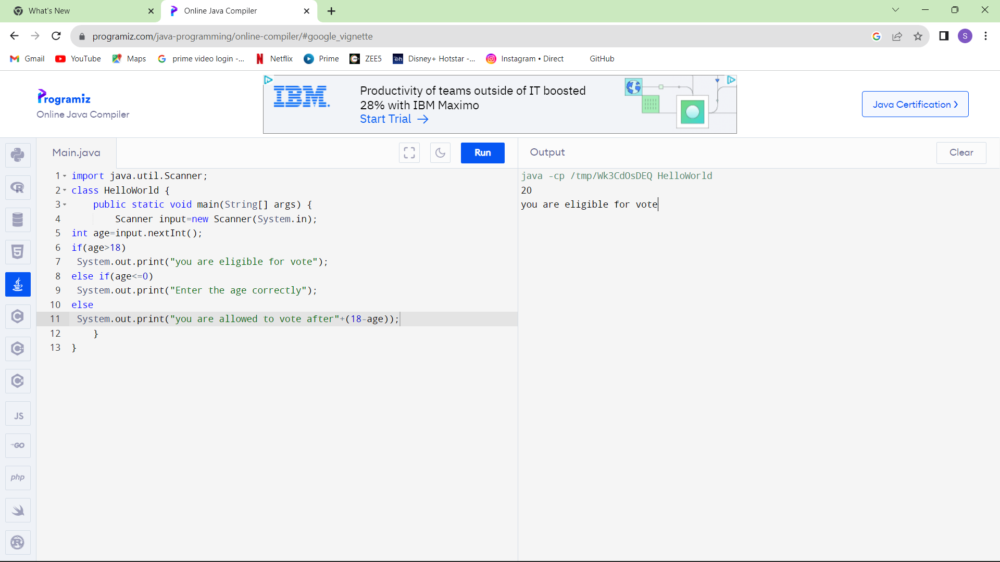 What's New
Online Java Compiler
programiz.com/java-programming/online-compiler/#google_vignette
S
Gmail
YouTube
Maps
prime video login -...
Netflix
Prime
ZEE5
Disney+ Hotstar -...
Instagram • Direct
GitHub
Programiz
Online Java Compiler
IBM.
Productivity of teams outside of IT boosted
28% with IBM Maximo
Start Trial →
Java Certification >
Main.java
Run
Output
Clear
1 import java.util.Scanner;
2 class HelloWorld {
3 public static void main(String[] args) {
4 Scanner input=new Scanner(System.in);
5 int age=input.nextInt();
6 if(age>18)
7 System.out.print("you are eligible for vote");
8 else if(age<=0)
9 System.out.print("Enter the age correctly");
10 else
11 System.out.print("you are allowed to vote after"+(18-age));
12 }
13 }
java -cp /tmp/Wk3CdOsDEQ HelloWorld
20
you are eligible for vote
JS
GO
php